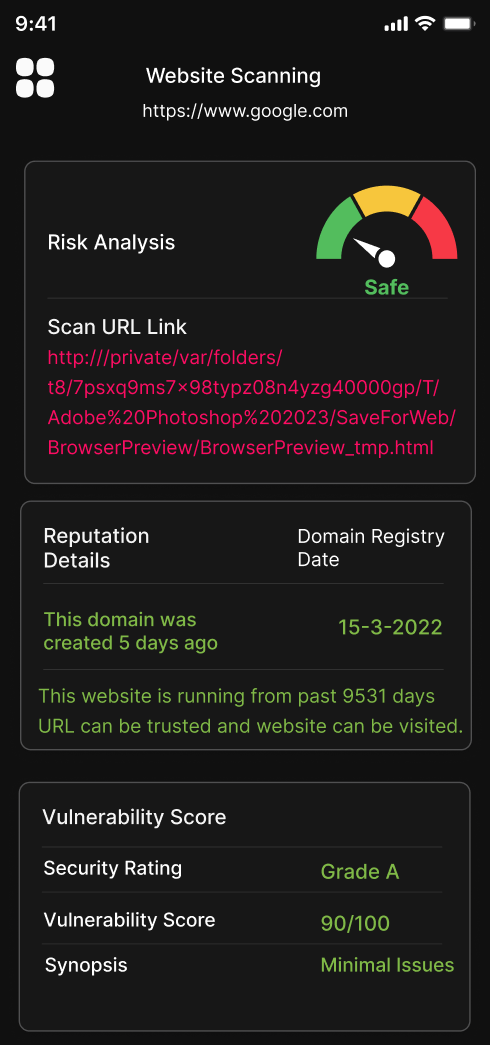 9:41
Website Scanning
https://www.google.com
Risk Analysis
Safe
Scan URL Link
http:///private/var/folders/
t8/7psxq9ms7x98typz08n4yzg40000gp/T/
Adobe%20Photoshop%202023/SaveForWeb/
BrowserPreview/BrowserPreview_tmp.html
Reputation
Details
Domain Registry
Date
This domain was
created 5 days ago
15-3-2022
This website is running from past 9531 days
URL can be trusted and website can be visited.
Vulnerability Score
Security Rating
Grade A
Vulnerability Score
90/100
Synopsis
Minimal Issues